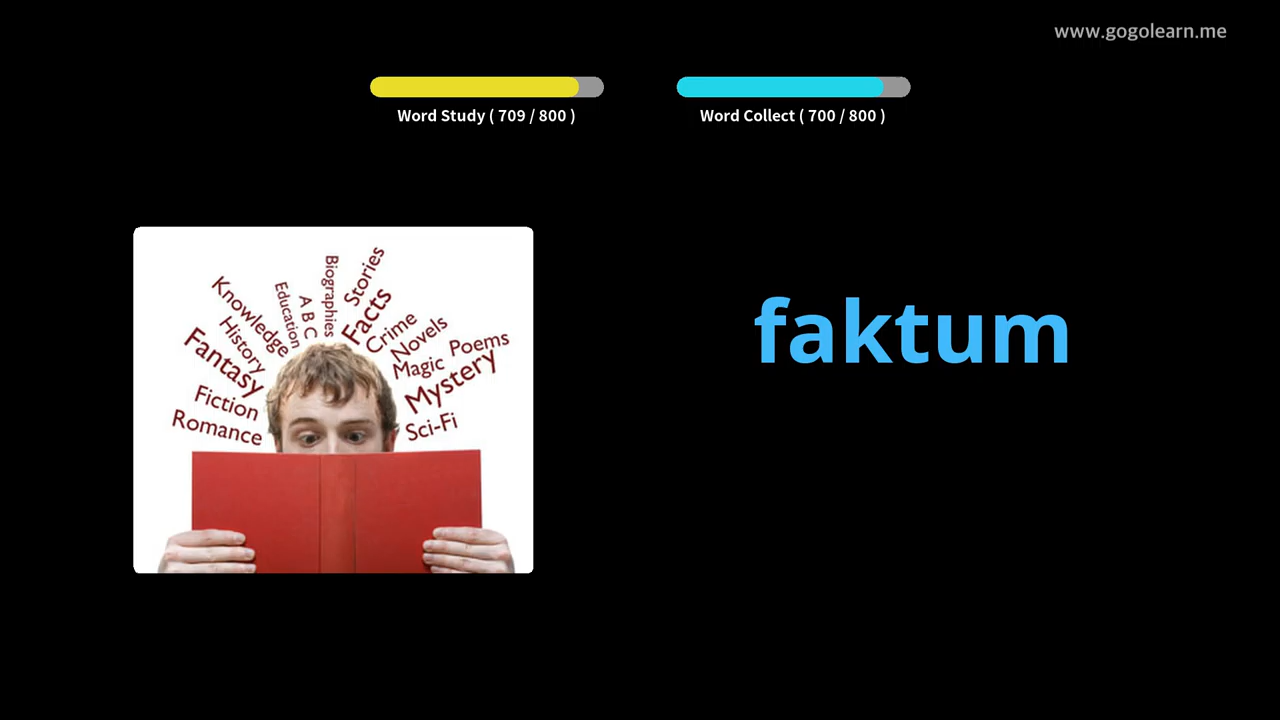 www.gogolearn.me
Word Study ( 709 / 800 )
Word Collect ( 700 / 800 )
faktum
Knowledge
Education
A B C
Biographies
Stories
Facts
Crime
Novels
Poems
Magic
Mystery
Sci-Fi
History
Fantasy
Fiction
Romance